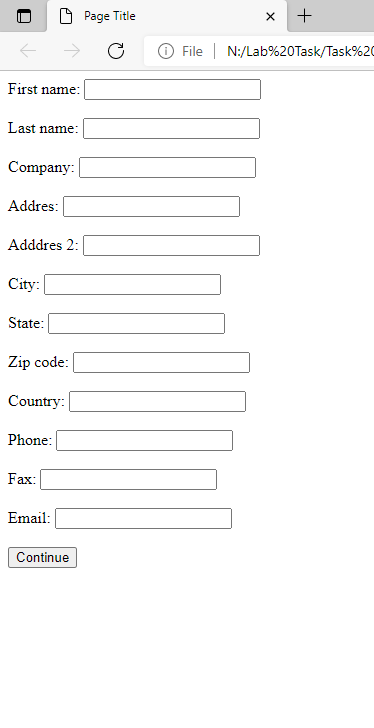 Page Title
File N:/Lab%20Task/Task%20
First name:
Last name:
Company:
Addres:
Adddres 2:
City:
State:
Zip code:
Country:
Phone:
Fax:
Email:
Continue